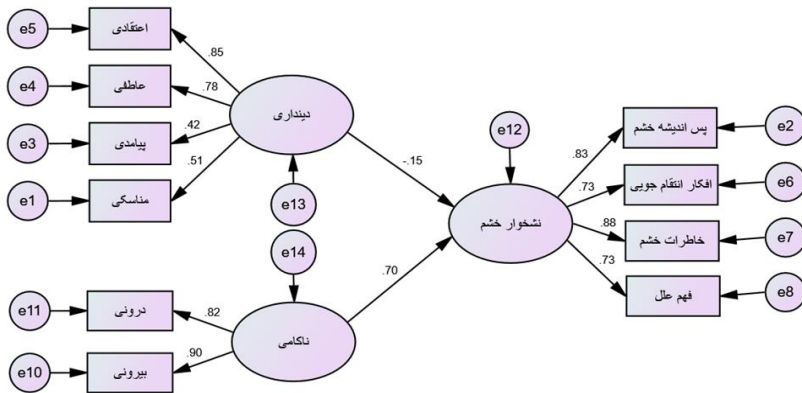 e5
اعتقادی
.85
e4
عاطفی
.78
e3
پیامدی
.42
e1
مناسکی
.51
دینداری
e13
e14
-.15
e12
نشخوار خشم
.70
ناکامی
e11
درونی
.82
e10
بیرونی
.90
.83
پس اندیشه خشم
e2
.73
افکار انتقام جویی
e6
.88
خاطرات خشم
e7
.73
فهم علل
e8